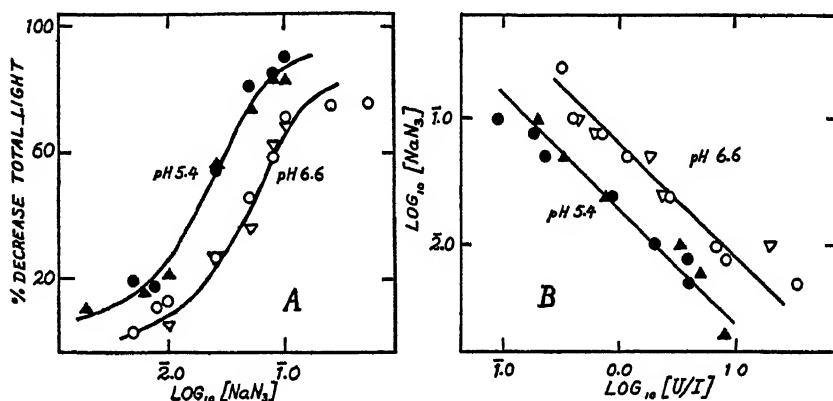 % DECREASE TOTAL LIGHT
100
60
20
pH 5.4
pH 6.6
A
2̄.0
1̄.0
LOG₁₀ [NaN₃]
LOG₁₀ [NaN₃]
1̄.0
2̄.0
pH 6.6
pH 5.4
B
1̄.0
0.0
1.0
LOG₁₀ [U/I]